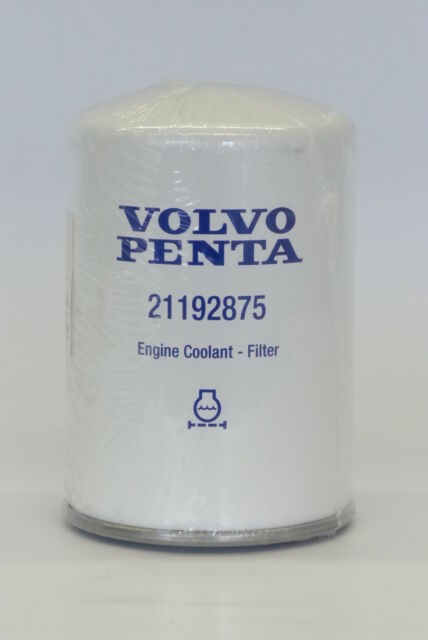 VOLVO
PENTA
21192875
Engine Coolant - Filter